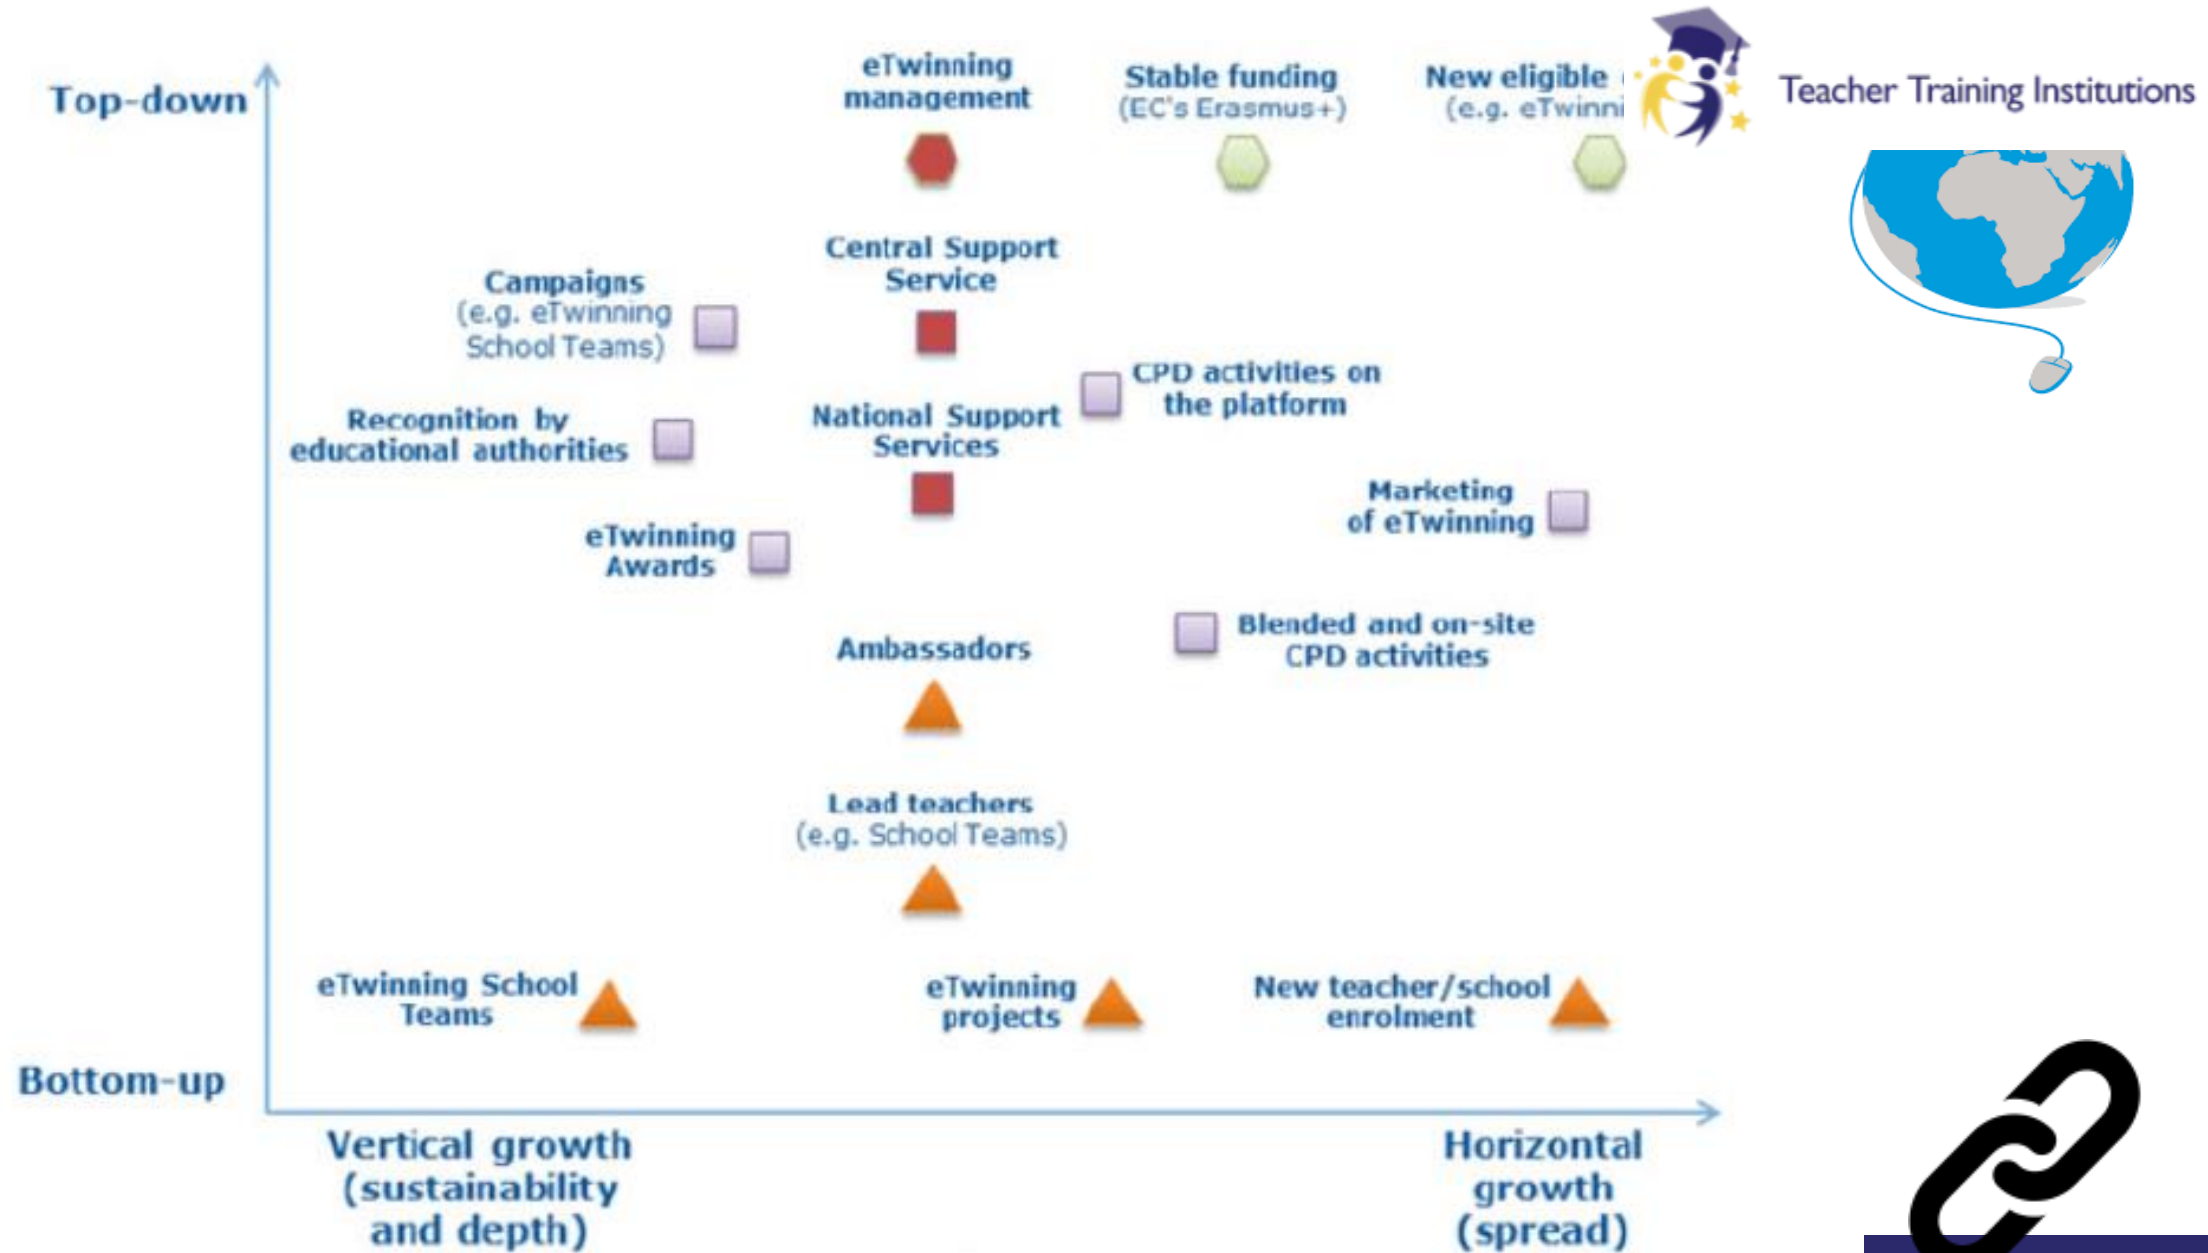 Top-down
eTwinning
management
Stable funding
(EC's Erasmus+)
New eligible
(e.g.
Teacher Training Institutions
Central Support
Service
Campaigns
(e.g. eTwinning
School Teams)
CPD activities on
the platform
Recognition by
educational authorities
National Support
Services
Marketing
of eTwinning
eTwinning
Awards
Blended and on-site
CPD activities
Ambassadors
Lead teachers
(e.g. School Teams)
eTwinning School
Teams
eTwinning
projects
New teacher/school
enrolment
Bottom-up
Vertical growth
(sustainability
and depth)
Horizontal
growth
(spread)